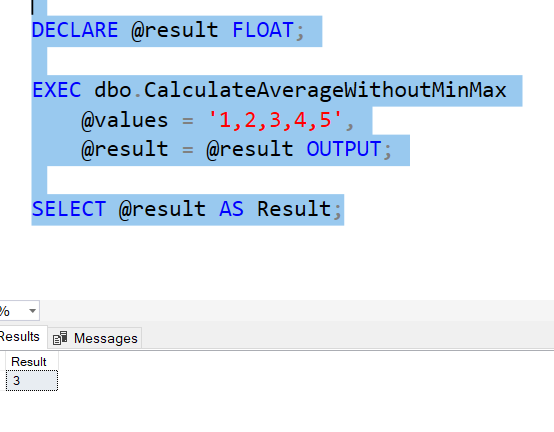 DECLARE @result FLOAT;
EXEC dbo.CalculateAverageWithoutMinMax
@values = '1,2,3,4,5',
@result = @result OUTPUT;
SELECT @result AS Result;
%
Results Messages
Result
3